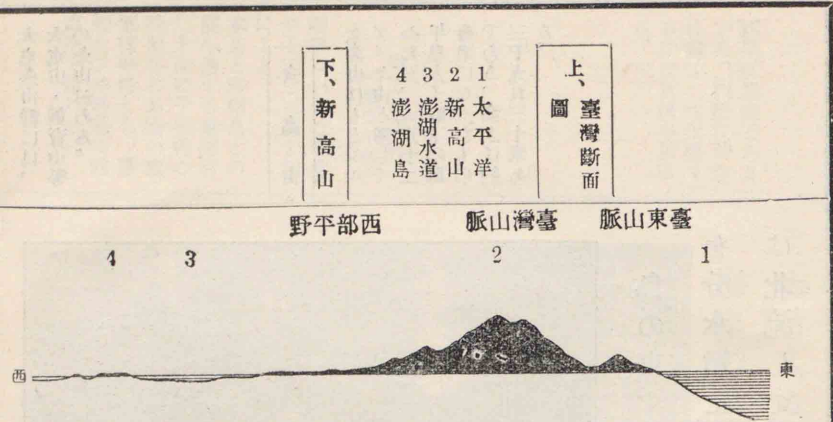 上、臺灣斷面
圖
1 太平洋
2 新高山
3 澎湖水道
4 澎湖島
下、新高山
臺東山脈
臺灣山脈
西部平野
1
2
3
4
東
西